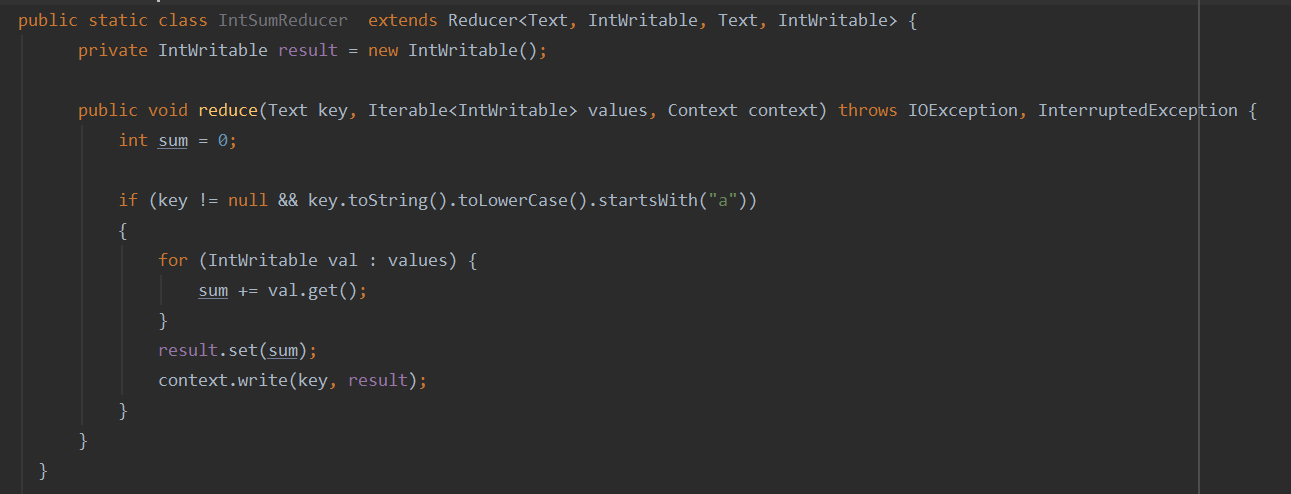 public static class IntSumReducer  extends Reducer<Text, IntWritable, Text, IntWritable> {
private IntWritable result = new IntWritable();
public void reduce(Text key, Iterable<IntWritable> values, Context context) throws IOException, InterruptedException {
int sum = 0;
if (key != null && key.toString().toLowerCase().startsWith("a"))
{
for (IntWritable val : values) {
sum += val.get();
}
result.set(sum);
context.write(key, result);
}
}
}